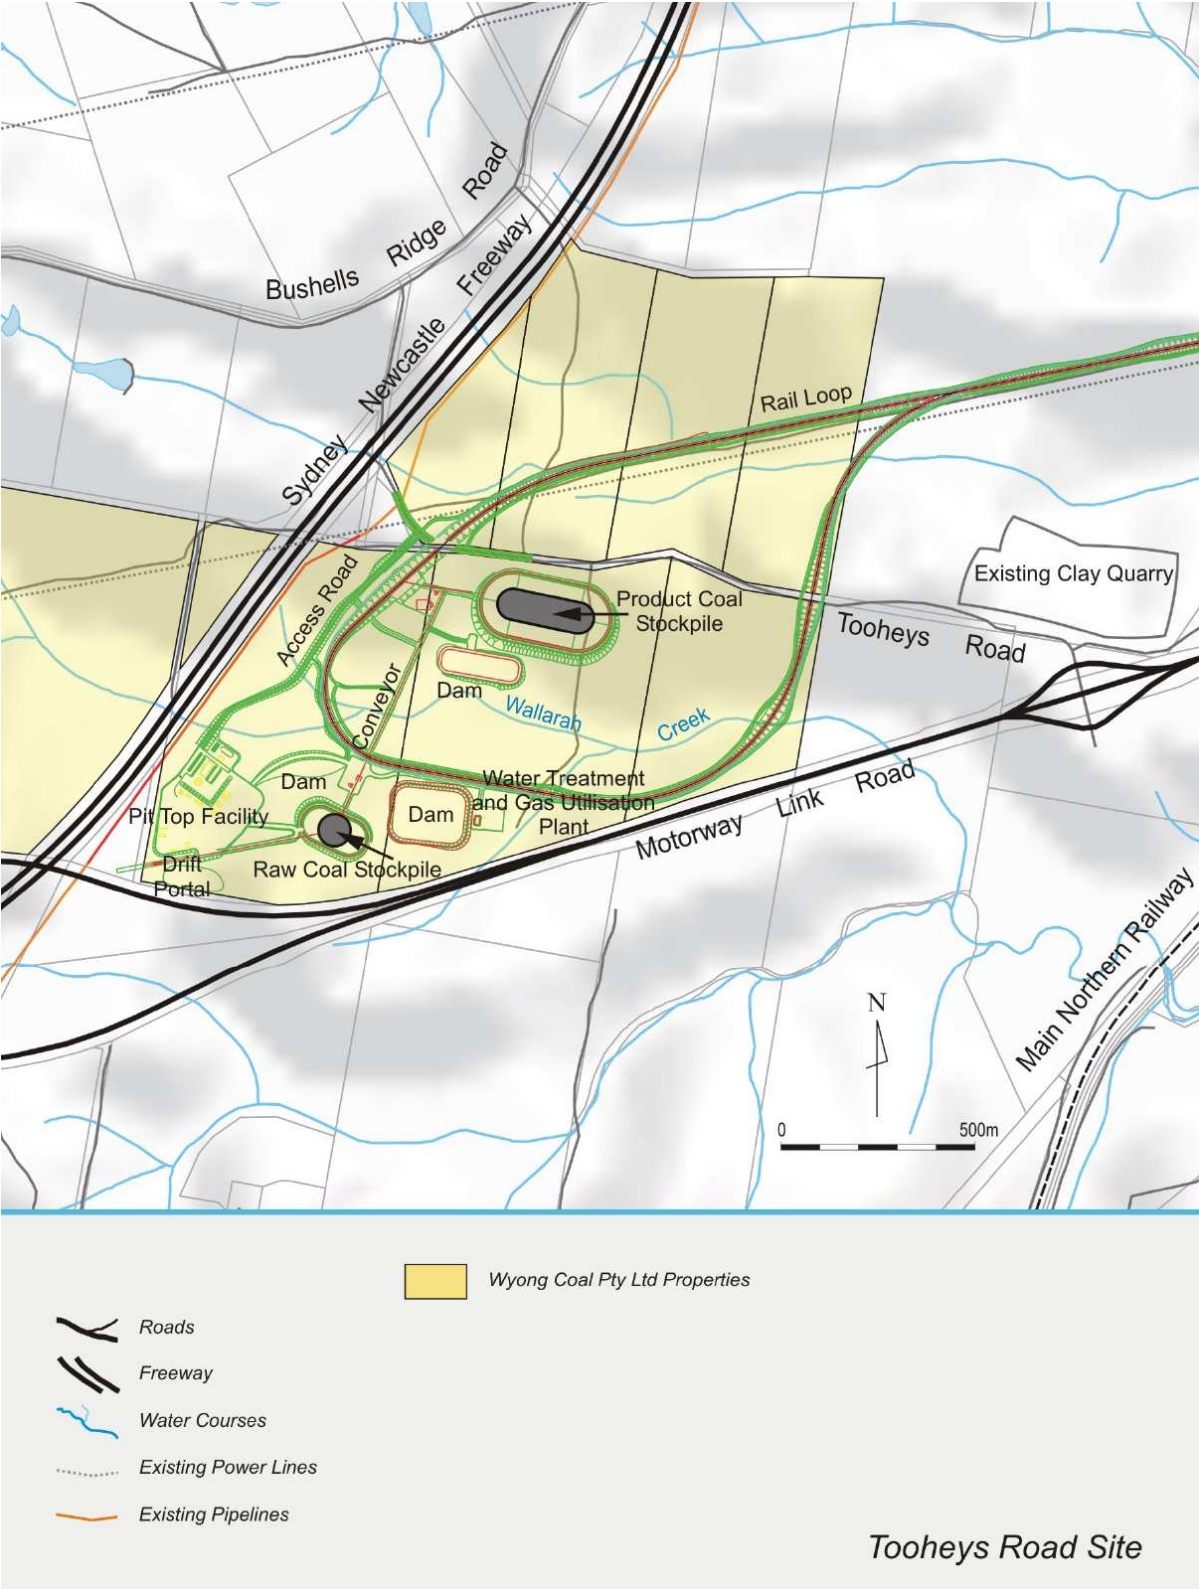 Bushells Ridge Road
Sydney Newcastle Freeway
Rail Loop
Existing Clay Quarry
Access Road
Product Coal
Stockpile
Tooheys Road
Dam
Conveyor
Wallarah Creek
Dam
Water Treatment
and Gas Utilisation
Plant
Dam
Pit Top Facility
Motorway Link Road
Drift
Portal
Raw Coal Stockpile
Main Northern Railway
N
0 500m
Wyong Coal Pty Ltd Properties
Roads
Freeway
Water Courses
Existing Power Lines
Existing Pipelines
Tooheys Road Site